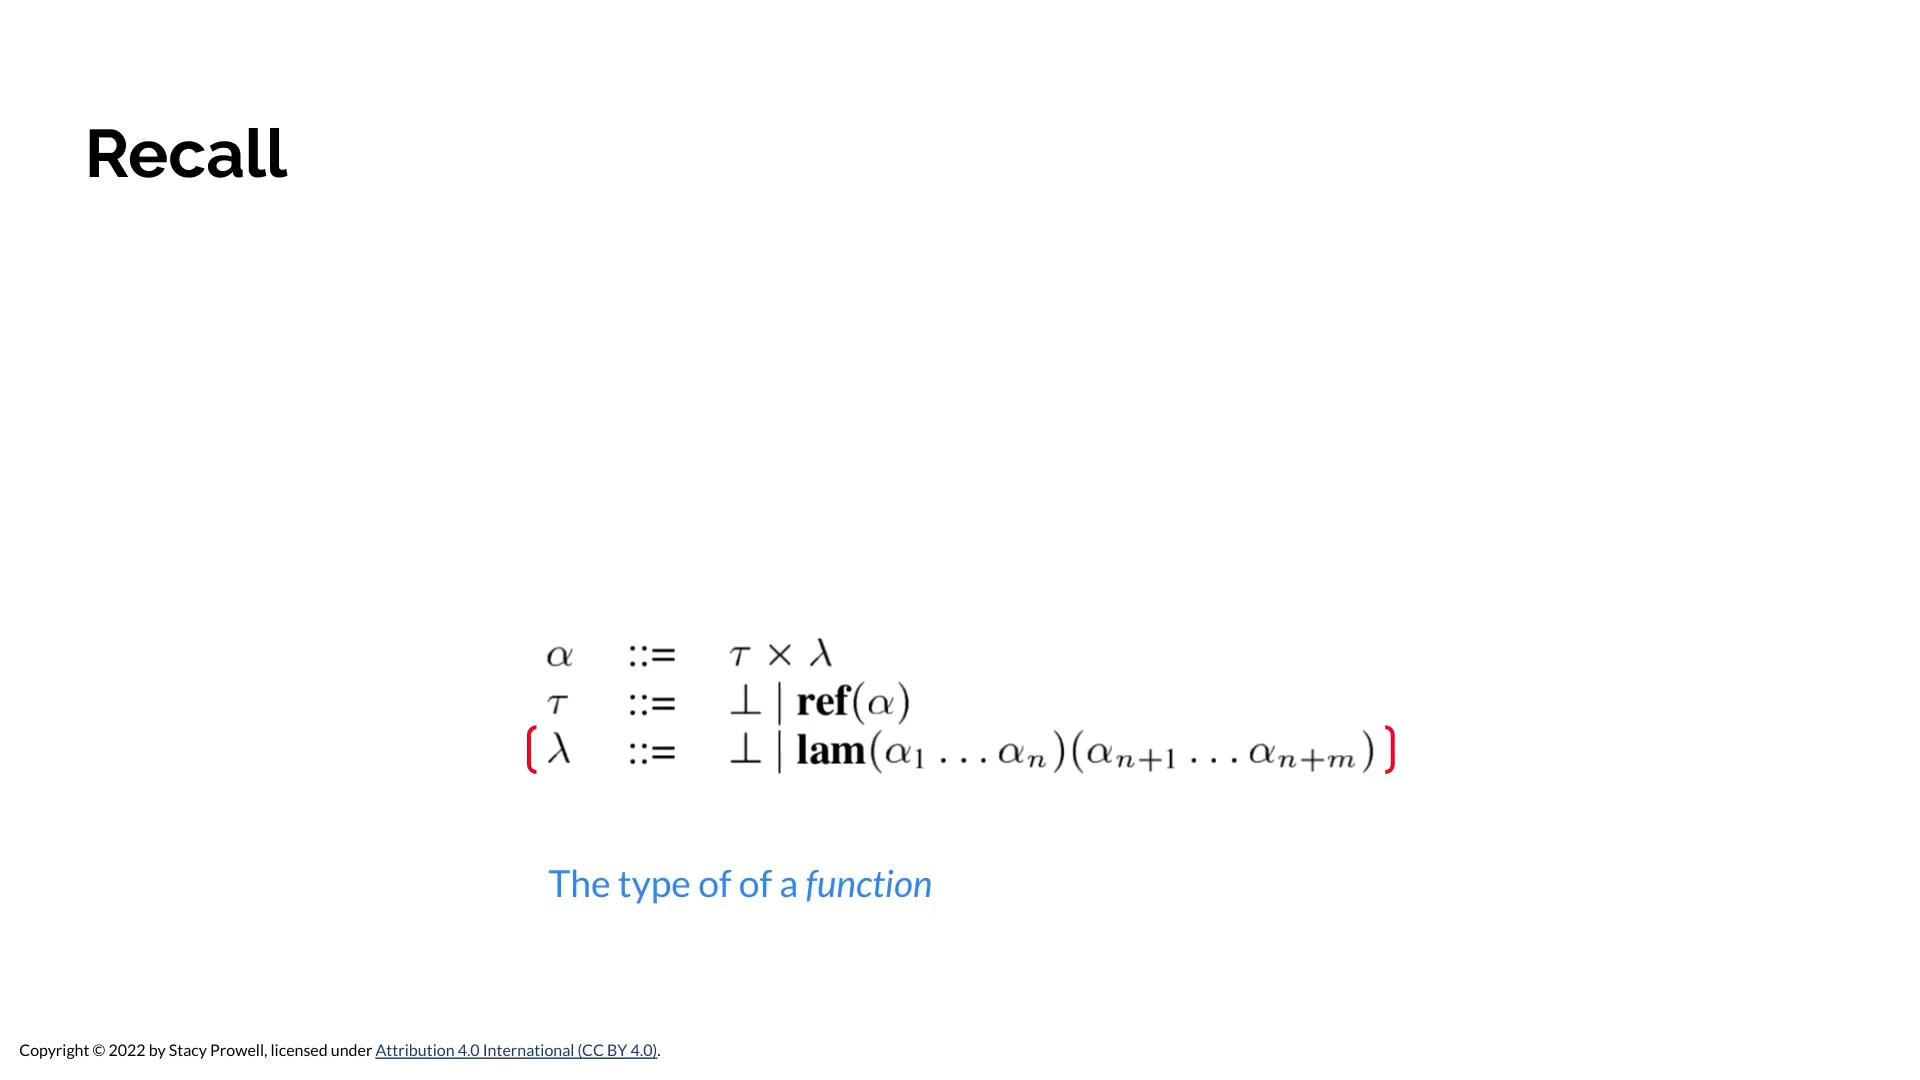 Recall
α ::= τ × λ
τ ::= ⊥ | ref(α)
λ ::= ⊥ | lam(α₁ … αₙ)(αₙ₊₁ … αₙ₊ₘ)
The type of of a function
Copyright © 2022 by Stacy Prowell, licensed under Attribution 4.0 International (CC BY 4.0).